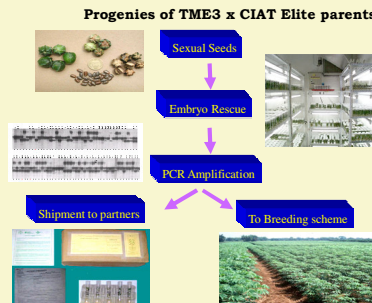 Progenies of TME3 x CIAT Elite parents
Sexual Seeds
Embryo Rescue
PCR Amplification
Shipment to partners
To Breeding scheme